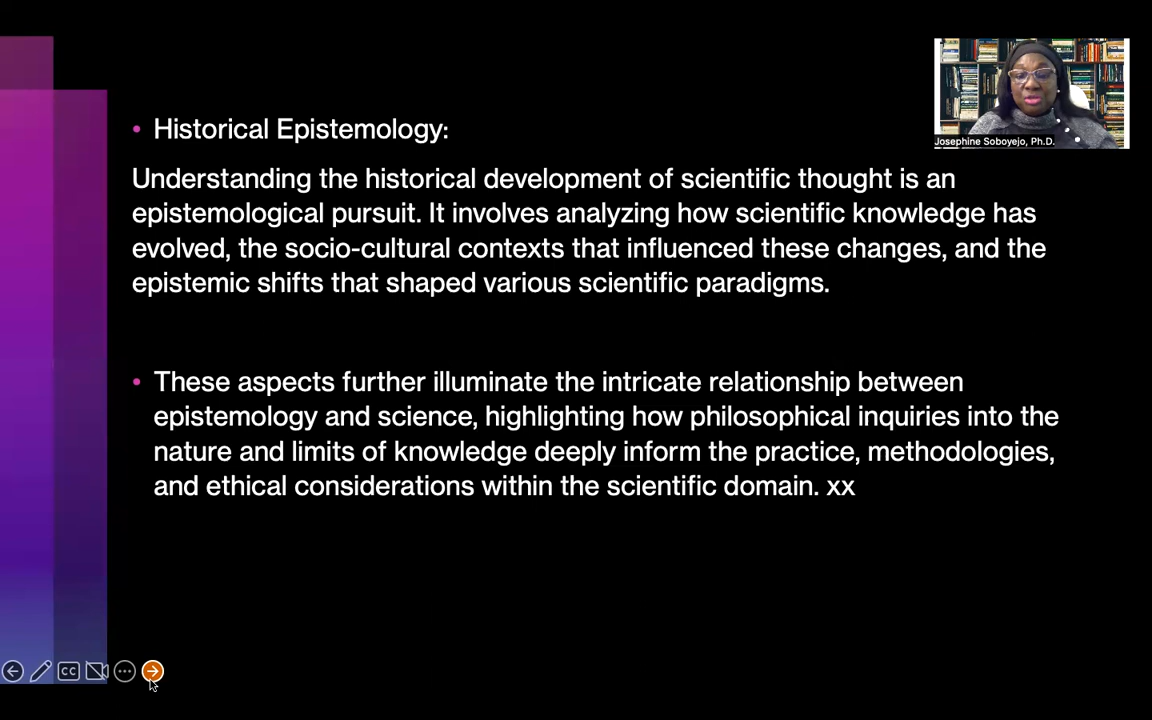 • Historical Epistemology:
Understanding the historical development of scientific thought is an
epistemological pursuit. It involves analyzing how scientific knowledge has
evolved, the socio-cultural contexts that influenced these changes, and the
epistemic shifts that shaped various scientific paradigms.
• These aspects further illuminate the intricate relationship between
epistemology and science, highlighting how philosophical inquiries into the
nature and limits of knowledge deeply inform the practice, methodologies,
and ethical considerations within the scientific domain. xx
Josephine Soboyejo, Ph.D.
CC